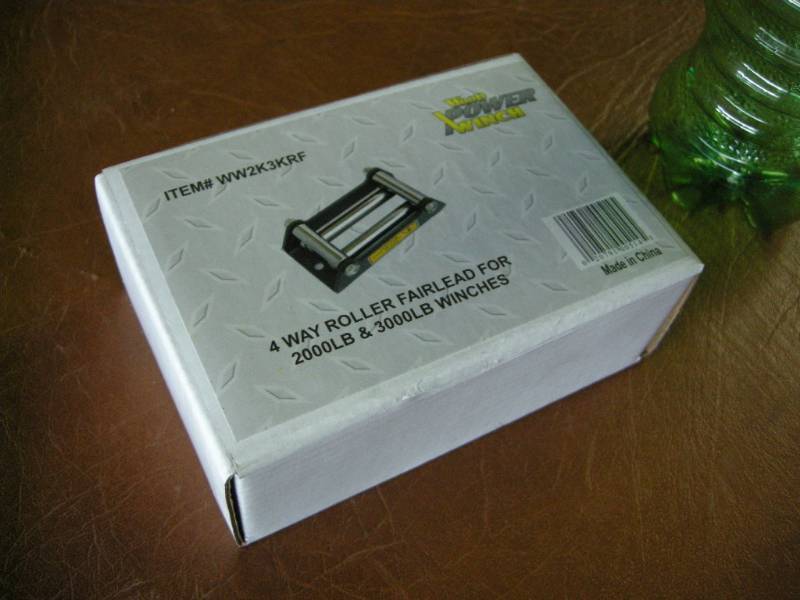 ITEM# WW2K3KRF
POWER
WINCH
4 WAY ROLLER FAIRLEAD FOR
2000LB & 3000LB WINCHES
Made in China